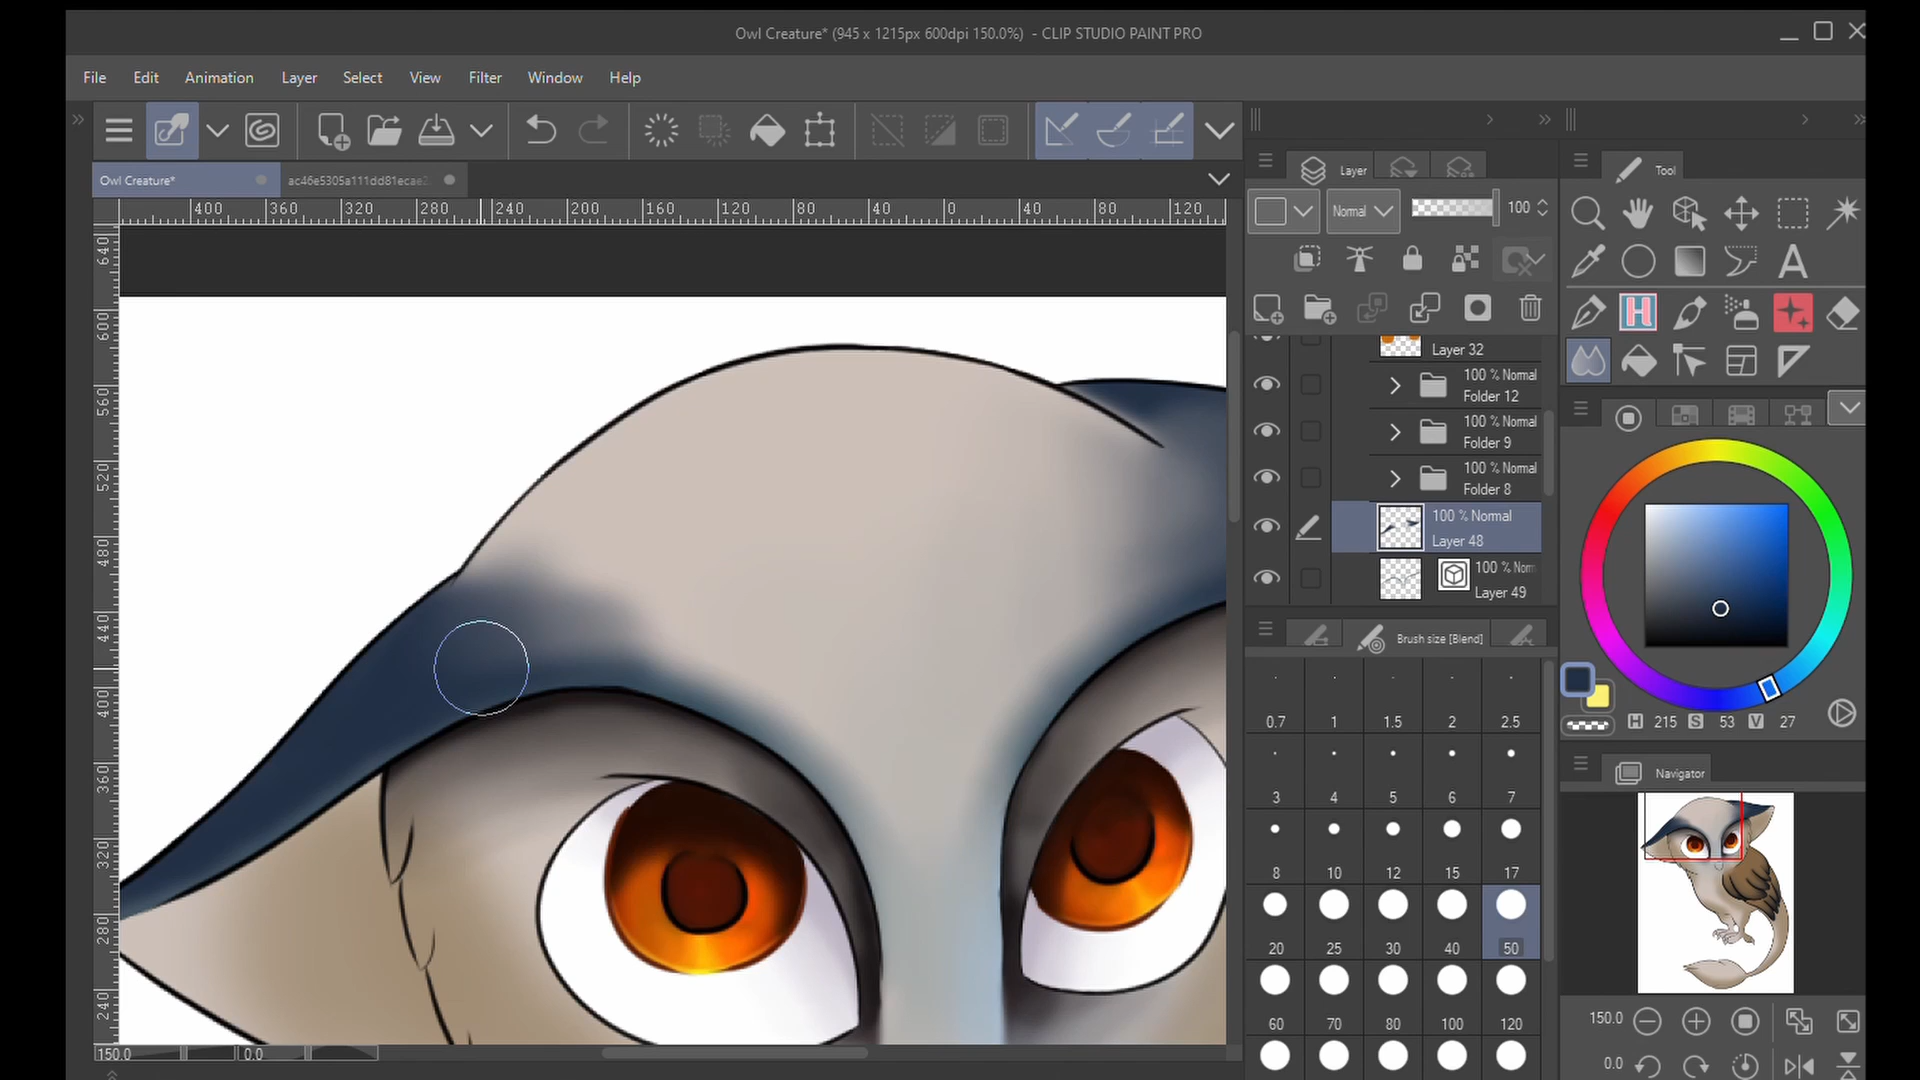 Owl Creature* (945 x 1215px 600dpi 150.0%) - CLIP STUDIO PAINT PRO
File Edit Animation Layer Select View Filter Window Help
Owl Creature*
400 360 320 280 240 200 160 120 80 40 0 40 80 120
640
600
560
520
480
440
400
360
320
280
240
150.0 0.0
Layer
Normal 100
Layer 32
100 % Normal
Folder 12
100 % Normal
Folder 9
100 % Normal
Folder 8
100 % Normal
Layer 48
100 % Norm
Layer 49
Brush size [Blend]
0.7 1 1.5 2 2.5
3 4 5 6 7
8 10 12 15 17
20 25 30 40 50
60 70 80 100 120
Tool
A
H
H 215 S 53 V 27
Navigator
150.0
0.0